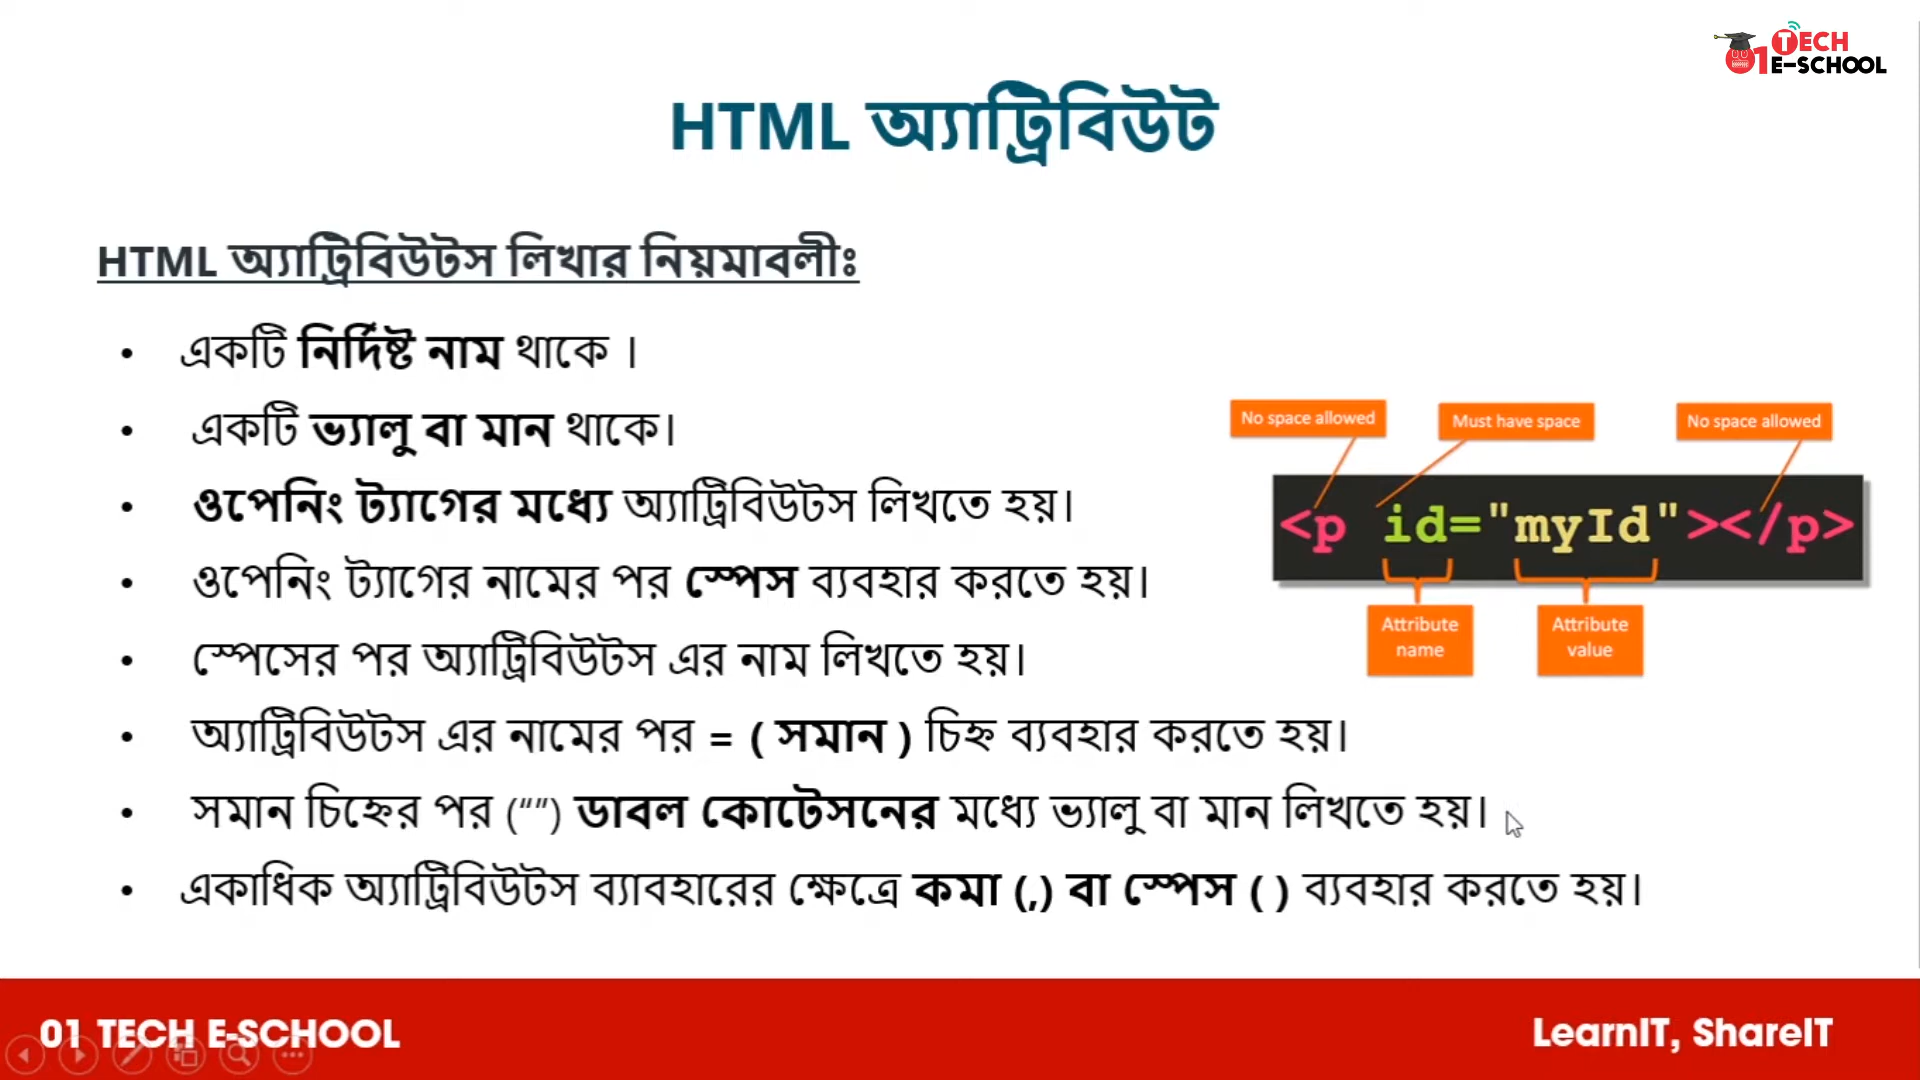 TECH
01 E-SCHOOL
HTML অ্যাট্রিবিউট
HTML অ্যাট্রিবিউটস লিখার নিয়মাবলীঃ
• একটি নির্দিষ্ট নাম থাকে ।
• একটি ভ্যালু বা মান থাকে।
• ওপেনিং ট্যাগের মধ্যে অ্যাট্রিবিউটস লিখতে হয়।
• ওপেনিং ট্যাগের নামের পর স্পেস ব্যবহার করতে হয়।
• স্পেসের পর অ্যাট্রিবিউটস এর নাম লিখতে হয়।
• অ্যাট্রিবিউটস এর নামের পর = ( সমান ) চিহ্ন ব্যবহার করতে হয়।
• সমান চিহ্নের পর (“”) ডাবল কোটেসনের মধ্যে ভ্যালু বা মান লিখতে হয়।
• একাধিক অ্যাট্রিবিউটস ব্যাবহারের ক্ষেত্রে কমা (,) বা স্পেস ( ) ব্যবহার করতে হয়।
No space allowed
Must have space
No space allowed
<p id="myId"></p>
Attribute
name
Attribute
value
01 TECH E-SCHOOL
LearnIT, ShareIT